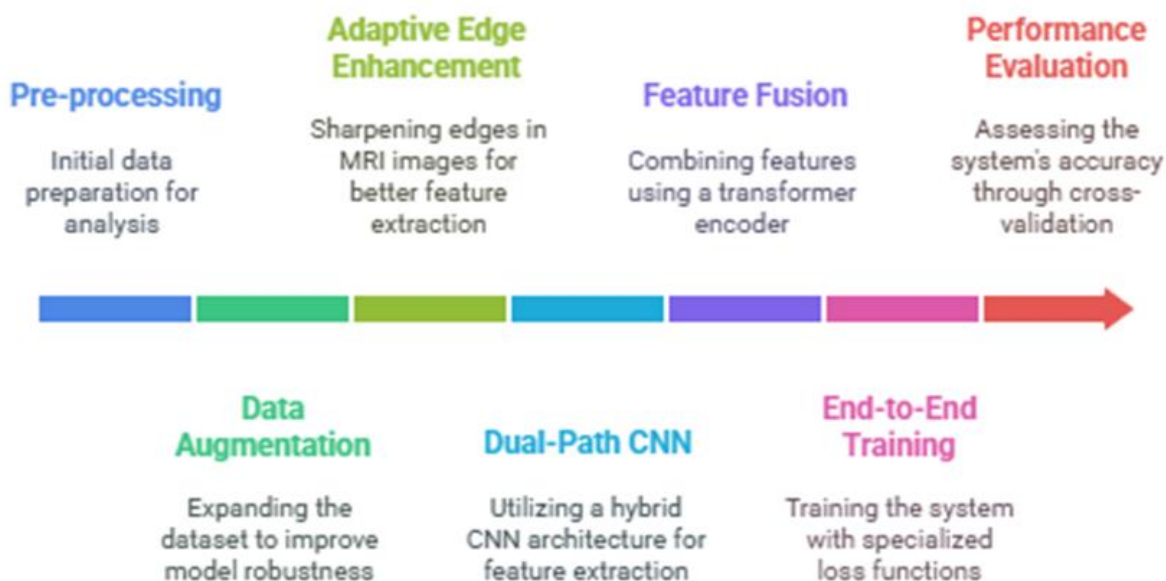 Pre-processing
Initial data
preparation for
analysis
Adaptive Edge
Enhancement
Sharpening edges in
MRI images for
better feature
extraction
Feature Fusion
Combining features
using a transformer
encoder
Performance
Evaluation
Assessing the
system's accuracy
through cross-
validation
Data
Augmentation
Expanding the
dataset to improve
model robustness
Dual-Path CNN
Utilizing a hybrid
CNN architecture for
feature extraction
End-to-End
Training
Training the system
with specialized
loss functions